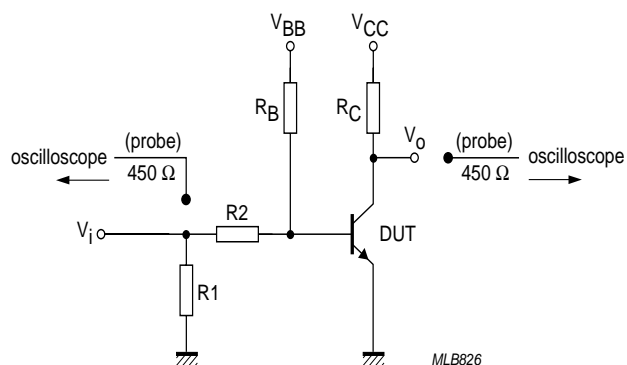 VBB
VCC
RB
RC
Vo
(probe)
450 Ω
oscilloscope
(probe)
450 Ω
oscilloscope
Vi
R2
DUT
R1
MLB826